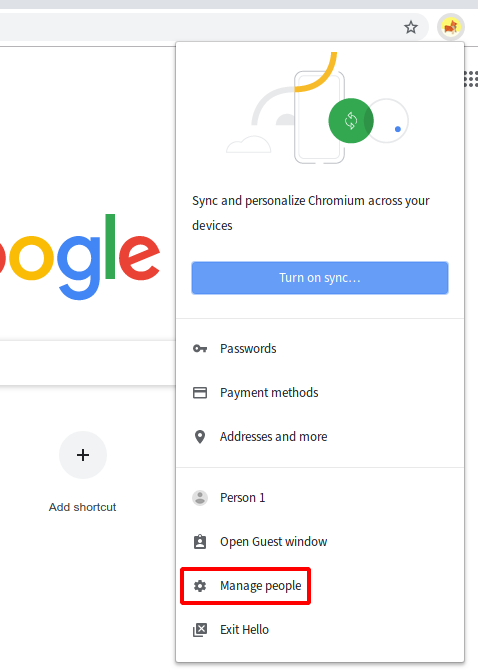 Sync and personalize Chromium across your
devices
oogle
Turn on sync...
Passwords
Payment methods
Addresses and more
Add shortcut
Person 1
Open Guest window
Manage people
Exit Hello